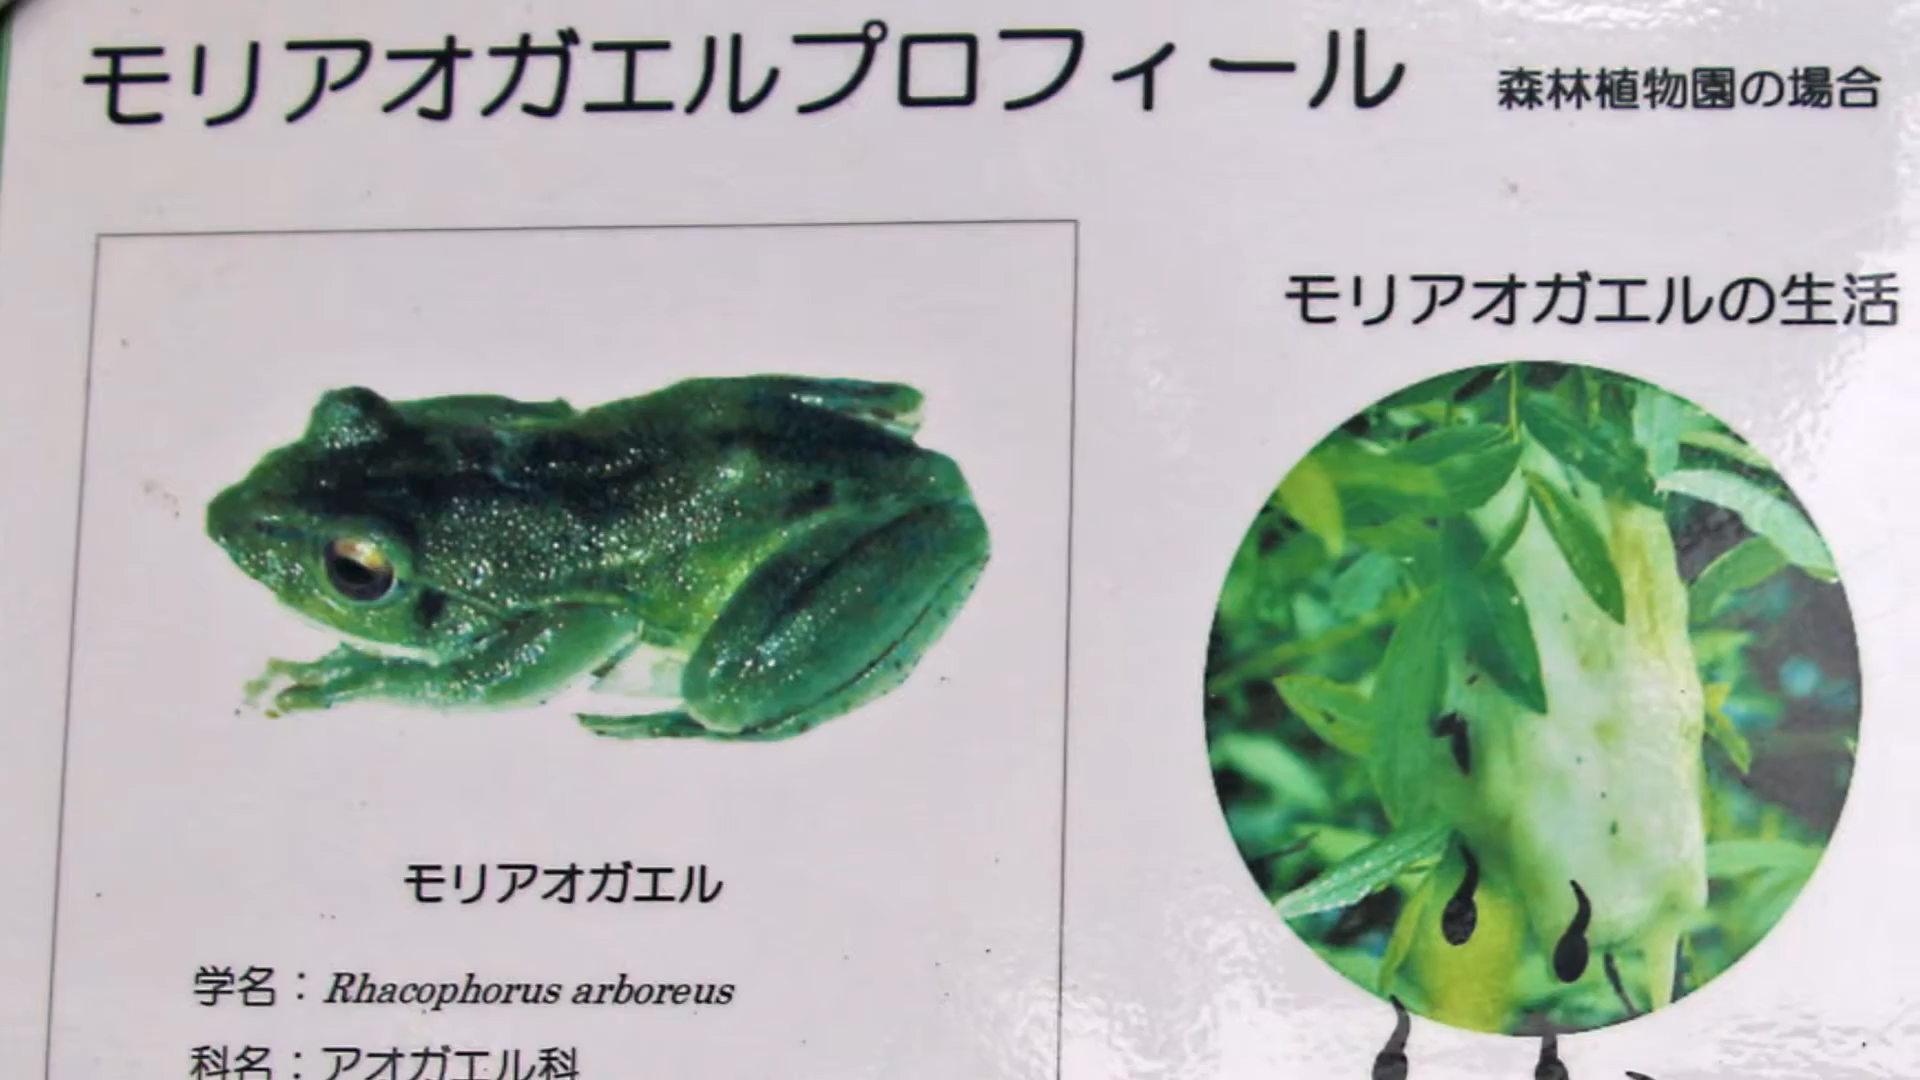 モリアオガエルプロフィール 森林植物園の場合
モリアオガエルの生活
モリアオガエル
学名：Rhacophorus arboreus
科名：アオガエル科